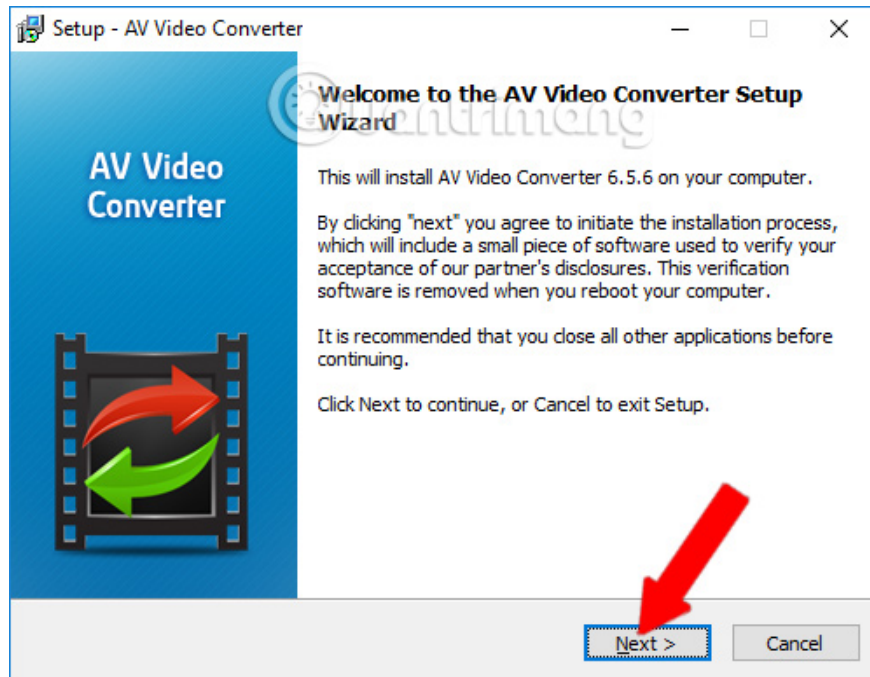 Setup - AV Video Converter
AV Video
Converter
Quantrimang
Welcome to the AV Video Converter Setup
Wizard
This will install AV Video Converter 6.5.6 on your computer.
By clicking "next" you agree to initiate the installation process,
which will include a small piece of software used to verify your
acceptance of our partner's disclosures. This verification
software is removed when you reboot your computer.
It is recommended that you close all other applications before
continuing.
Click Next to continue, or Cancel to exit Setup.
Next >
Cancel